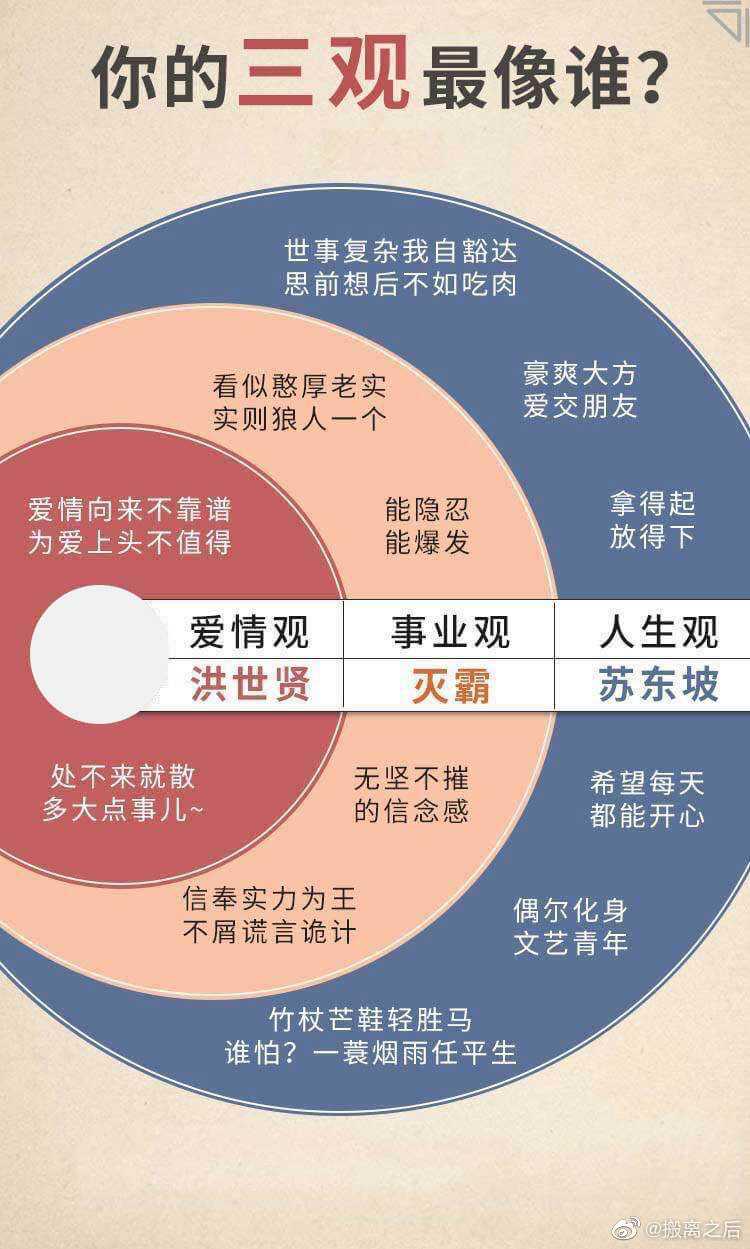 你的三观最像谁？
世事复杂我自豁达
思前想后不如吃肉
豪爽大方
爱交朋友
拿得起
放得下
看似憨厚老实
实则狼人一个
能隐忍
能爆发
爱情向来不靠谱
为爱上头不值得
爱情观
事业观
人生观
洪世贤
灭霸
苏东坡
处不来就散
多大点事儿~
无坚不摧
的信念感
信奉实力为王
不屑谎言诡计
希望每天
都能开心
偶尔化身
文艺青年
竹杖芒鞋轻胜马
谁怕？一蓑烟雨任平生
@搬离之后